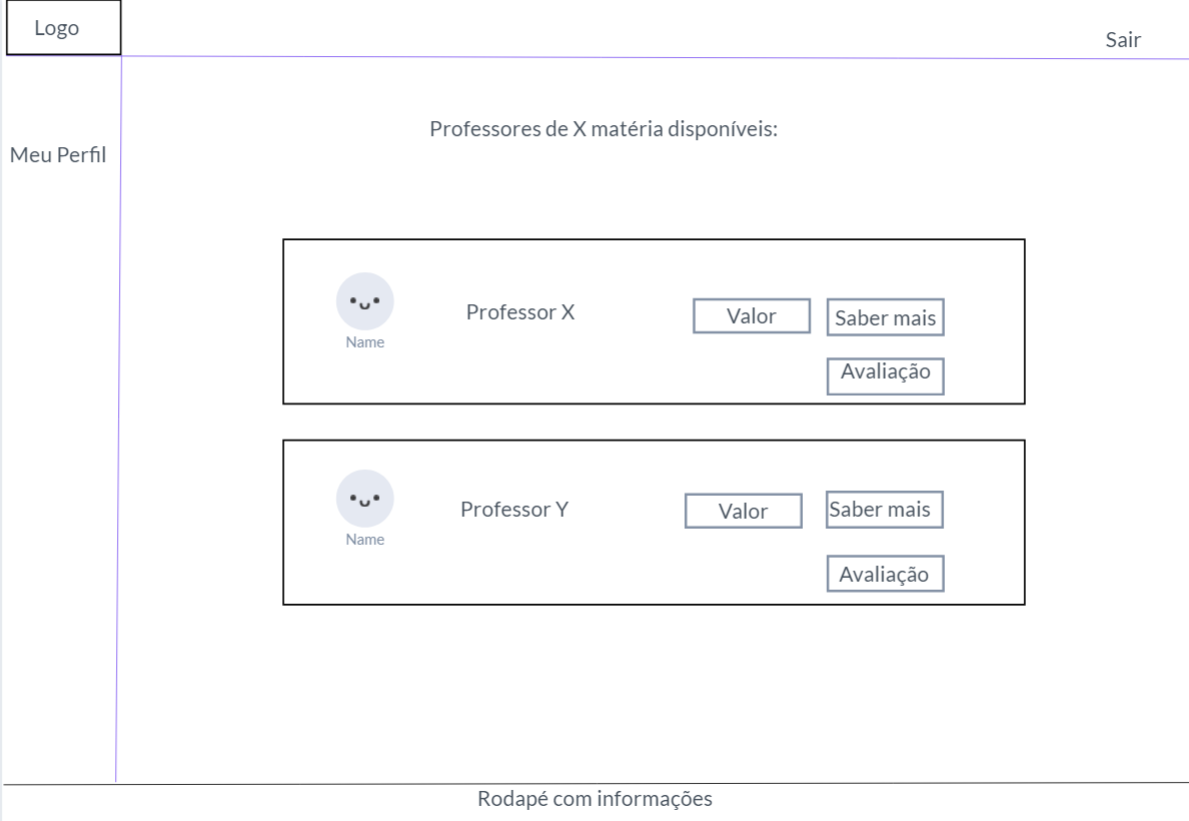 Logo
Sair
Meu Perfil
Professores de X matéria disponíveis:
Name
Professor X
Valor
Saber mais
Avaliação
Name
Professor Y
Valor
Saber mais
Avaliação
Rodapé com informações